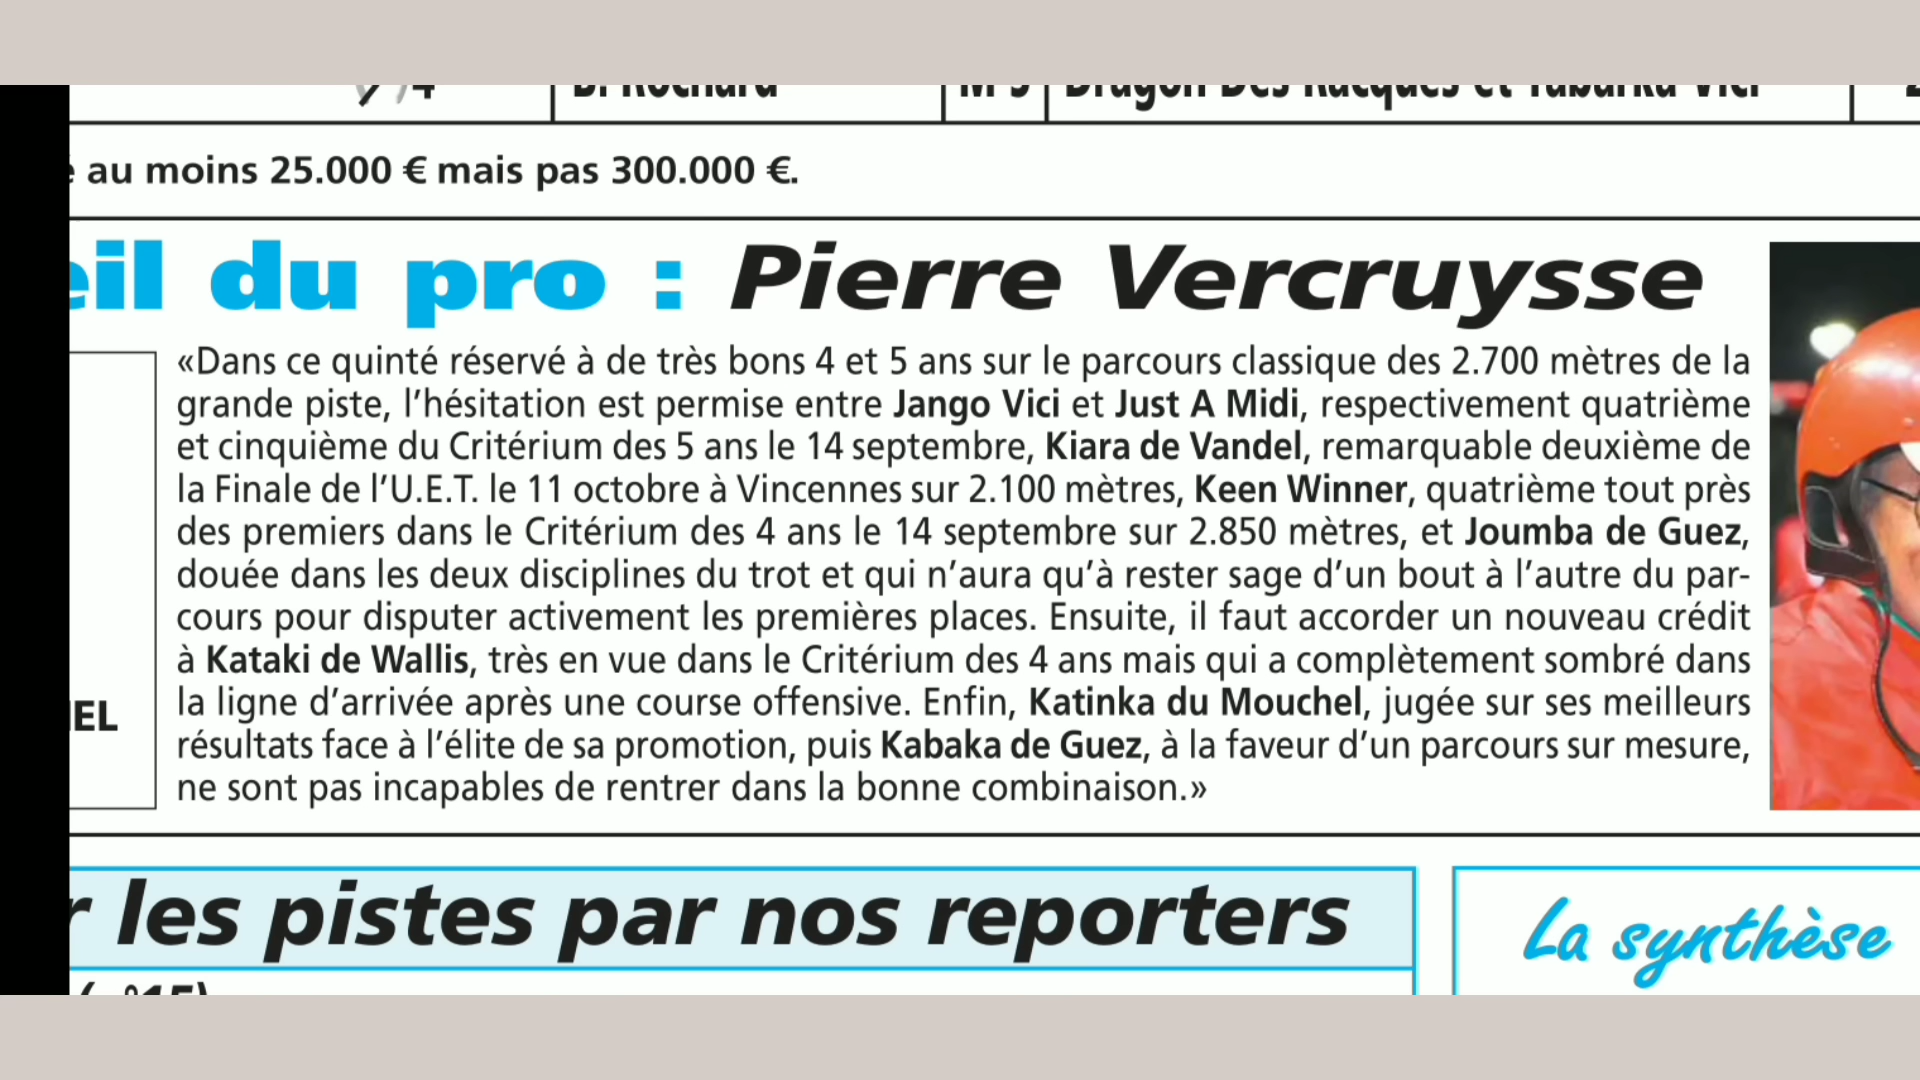 au moins 25.000 € mais pas 300.000 €.
du pro : Pierre Vercruysse
«Dans ce quinté réservé à de très bons 4 et 5 ans sur le parcours classique des 2.700 mètres de la
grande piste, l’hésitation est permise entre Jango Vici et Just A Midi, respectivement quatrième
et cinquième du Critérium des 5 ans le 14 septembre, Kiara de Vandel, remarquable deuxième de
la Finale de l’U.E.T. le 11 octobre à Vincennes sur 2.100 mètres, Keen Winner, quatrième tout près
des premiers dans le Critérium des 4 ans le 14 septembre sur 2.850 mètres, et Joumba de Guez,
douée dans les deux disciplines du trot et qui n’aura qu’à rester sage d’un bout à l’autre du par-
cours pour disputer activement les premières places. Ensuite, il faut accorder un nouveau crédit
à Kataki de Wallis, très en vue dans le Critérium des 4 ans mais qui a complètement sombré dans
la ligne d’arrivée après une course offensive. Enfin, Katinka du Mouchel, jugée sur ses meilleurs
résultats face à l’élite de sa promotion, puis Kabaka de Guez, à la faveur d’un parcours sur mesure,
ne sont pas incapables de rentrer dans la bonne combinaison.»
les pistes par nos reporters
La synthèse